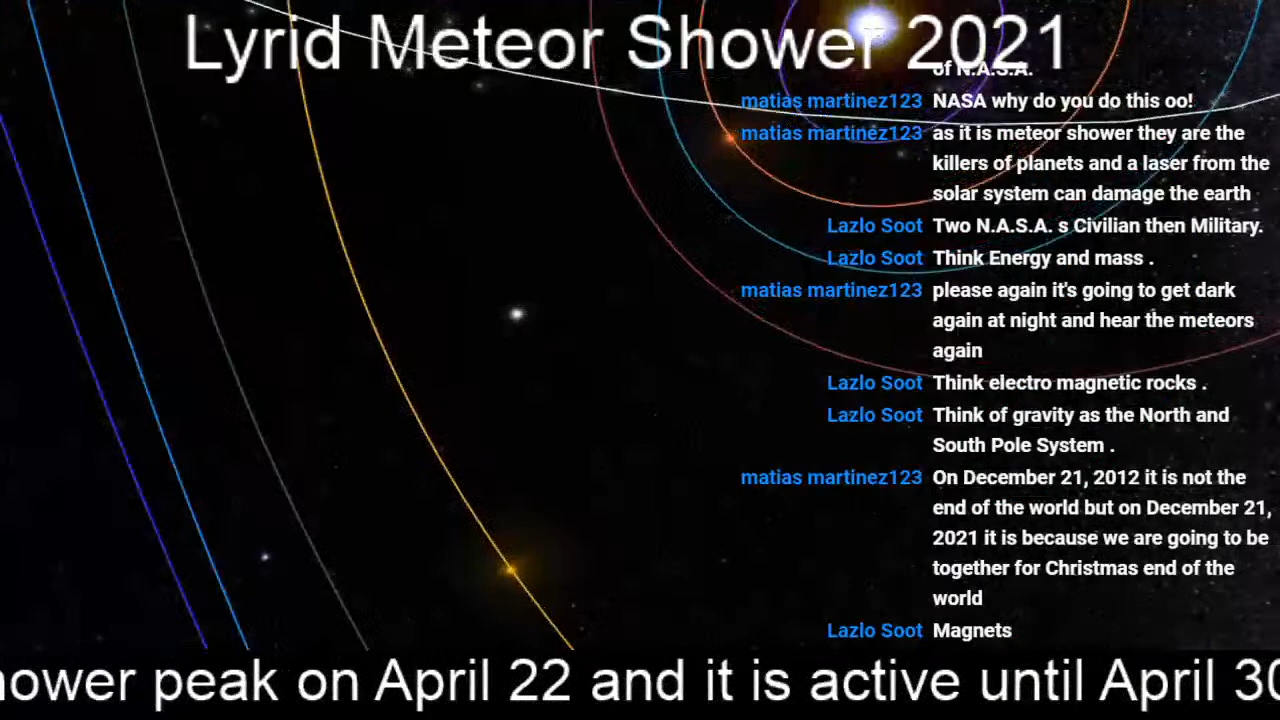 Lyrid Meteor Shower 2021
of N.A.S.A.
matias martinez123 NASA why do you do this oo!
matias martinez123 as it is meteor shower they are the
killers of planets and a laser from the
solar system can damage the earth
Lazlo Soot Two N.A.S.A. s Civilian then Military.
Lazlo Soot Think Energy and mass .
matias martinez123 please again it's going to get dark
again at night and hear the meteors
again
Lazlo Soot Think electro magnetic rocks .
Lazlo Soot Think of gravity as the North and
South Pole System .
matias martinez123 On December 21, 2012 it is not the
end of the world but on December 21,
2021 it is because we are going to be
together for Christmas end of the
world
Lazlo Soot Magnets
hower peak on April 22 and it is active until April 30